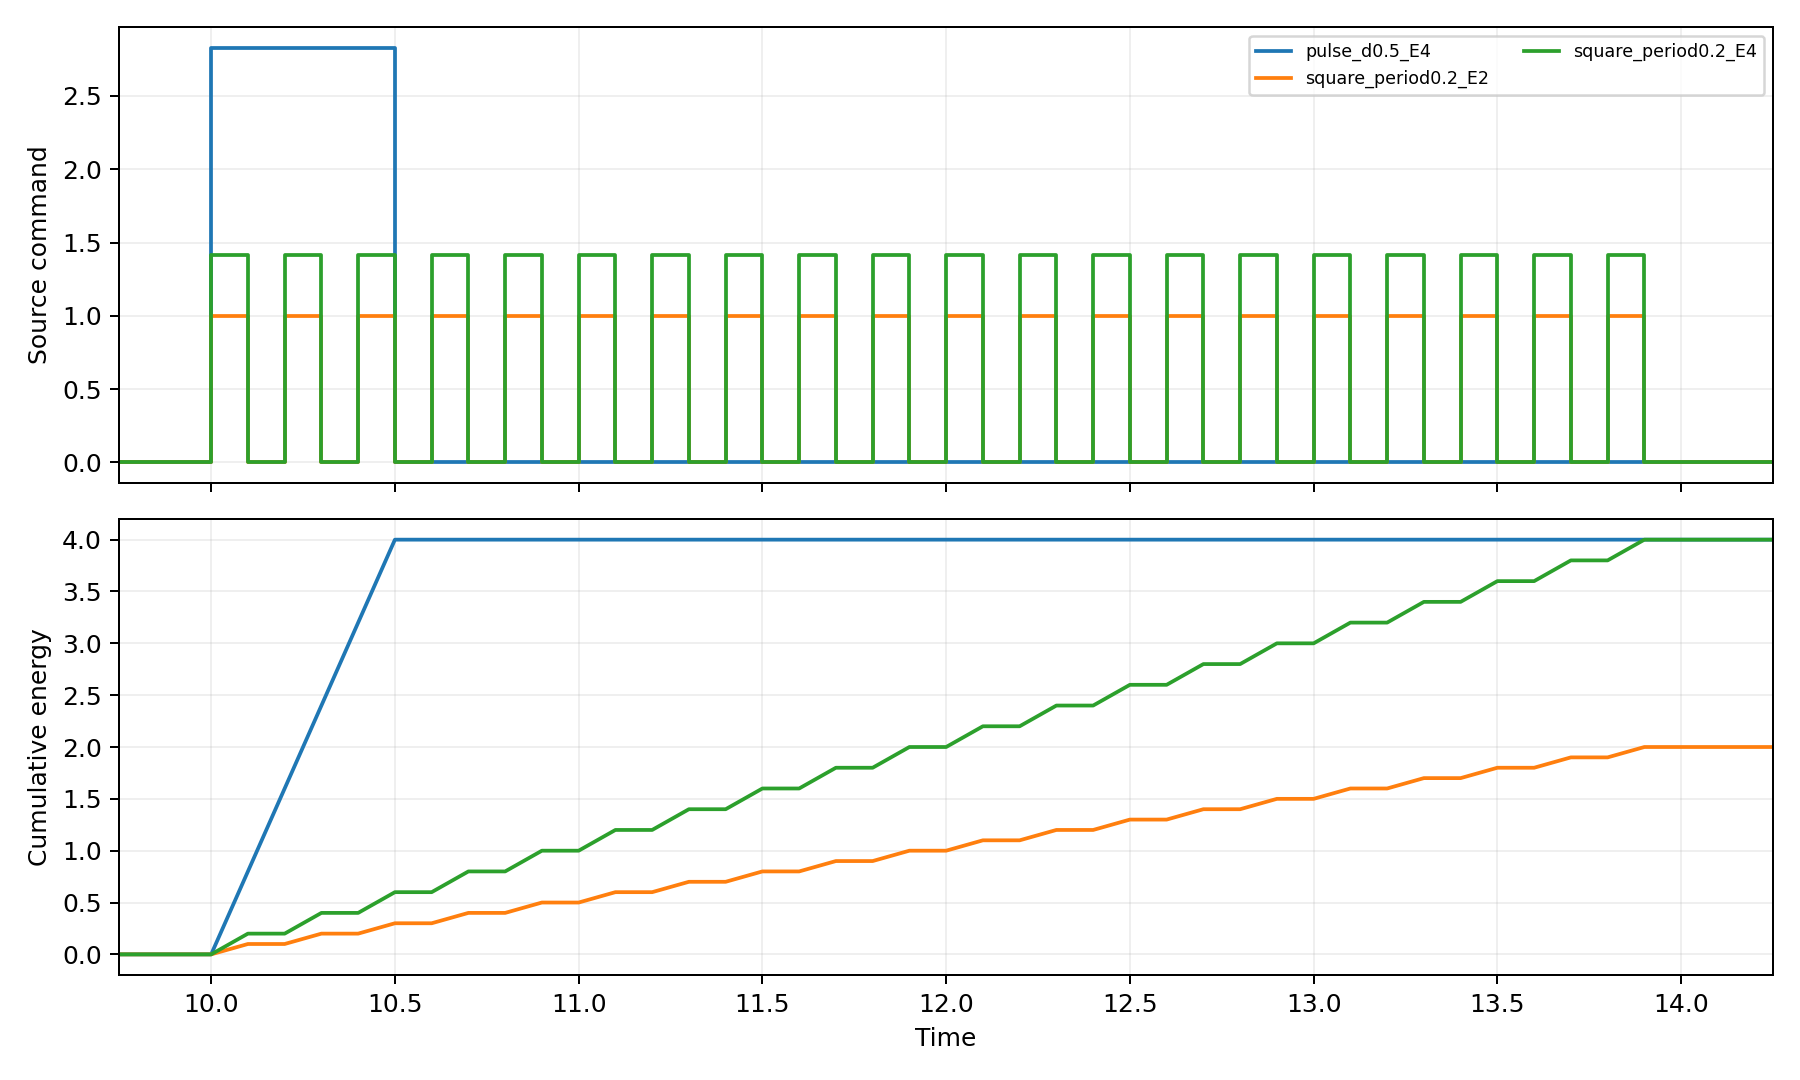 pulse_d0.5_E4
square_period0.2_E2
square_period0.2_E4
Source command
2.5
2.0
1.5
1.0
0.5
0.0
Cumulative energy
4.0
3.5
3.0
2.5
2.0
1.5
1.0
0.5
0.0
10.0 10.5 11.0 11.5 12.0 12.5 13.0 13.5 14.0
Time